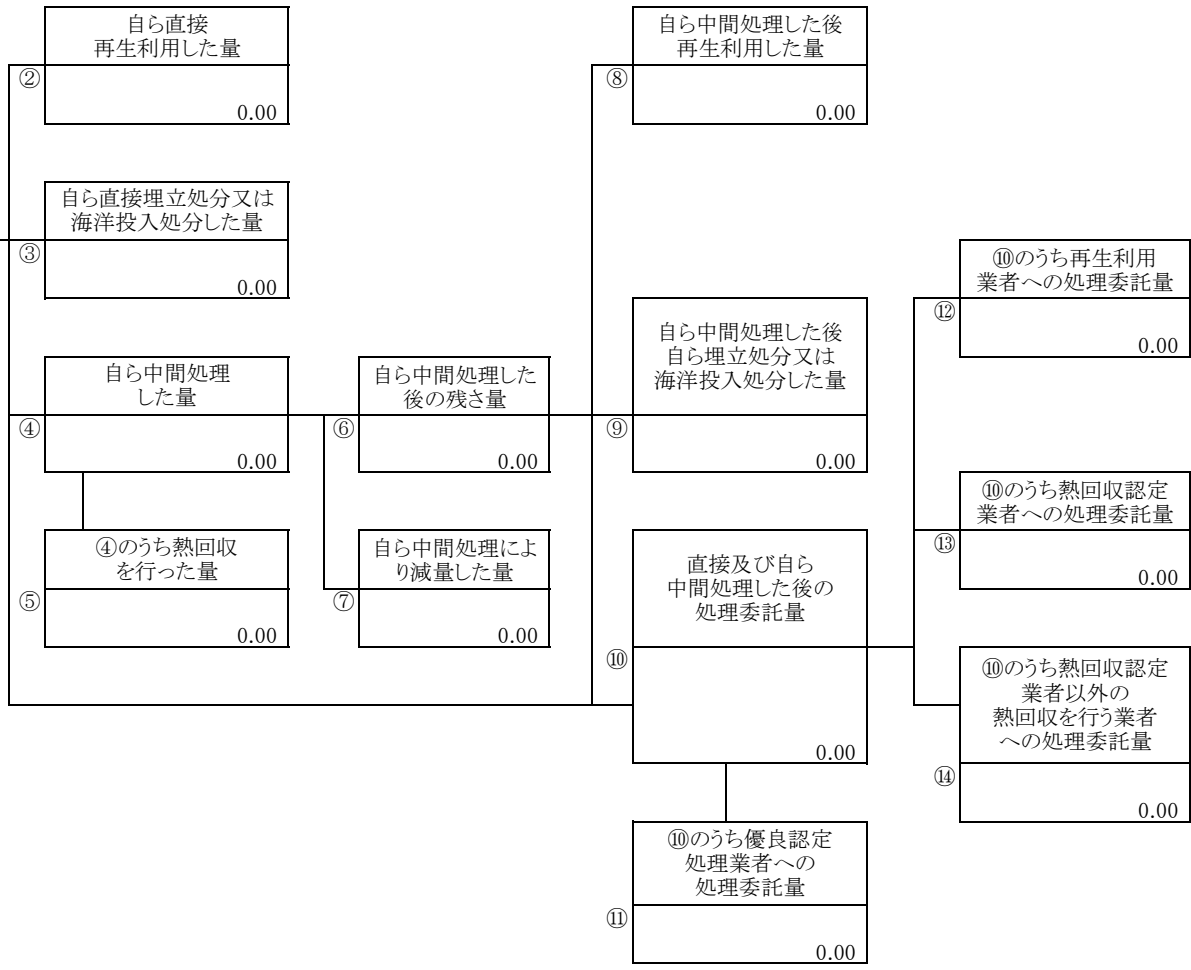 自ら直接
再生利用した量
②
0.00
自ら中間処理した後
再生利用した量
⑧
0.00
自ら直接埋立処分又は
海洋投入処分した量
③
0.00
⑩のうち再生利用
業者への処理委託量
⑫
0.00
自ら中間処理
した量
④
0.00
自ら中間処理した
後の残さ量
⑥
0.00
自ら中間処理した後
自ら埋立処分又は
海洋投入処分した量
⑨
0.00
⑩のうち熱回収認定
業者への処理委託量
⑬
0.00
④のうち熱回収
を行った量
⑤
0.00
自ら中間処理によ
り減量した量
⑦
0.00
直接及び自ら
中間処理した後の
処理委託量
⑩
0.00
⑩のうち熱回収認定
業者以外の
熱回収を行う業者
への処理委託量
⑭
0.00
⑩のうち優良認定
処理業者への
処理委託量
⑪
0.00